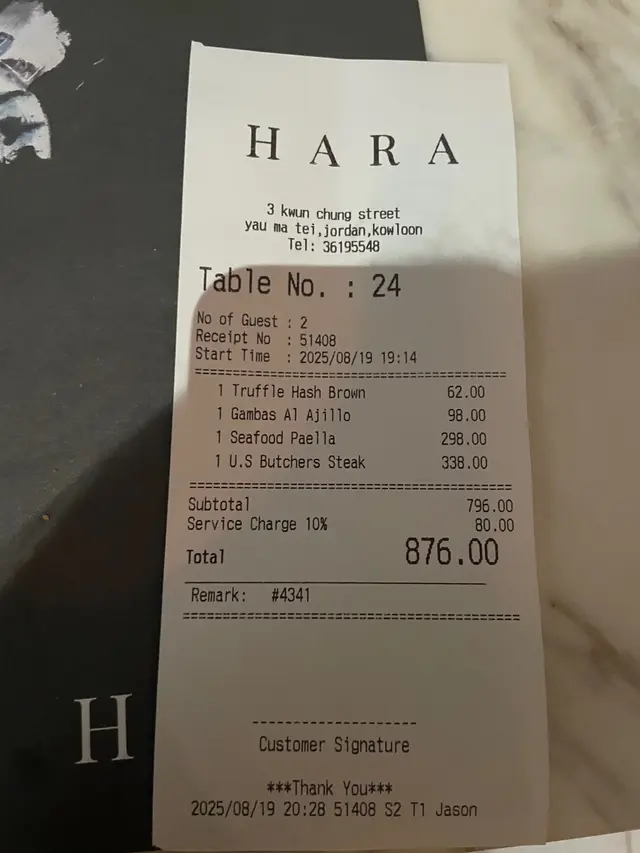 HARA
3 kwun chung street
yau ma tei,jordan,kowloon
Tel: 36195548
Table No. : 24
No of Guest : 2
Receipt No : 51408
Start Time : 2025/08/19 19:14
==========================================
1 Truffle Hash Brown 62.00
1 Gambas Al Ajillo 98.00
1 Seafood Paella 298.00
1 U.S Butchers Steak 338.00
==========================================
Subtotal 796.00
Service Charge 10% 80.00
Total 876.00
Remark: #4341
==========================================
--------------------
Customer Signature
***Thank You***
2025/08/19 20:28 51408 S2 T1 Jason
H